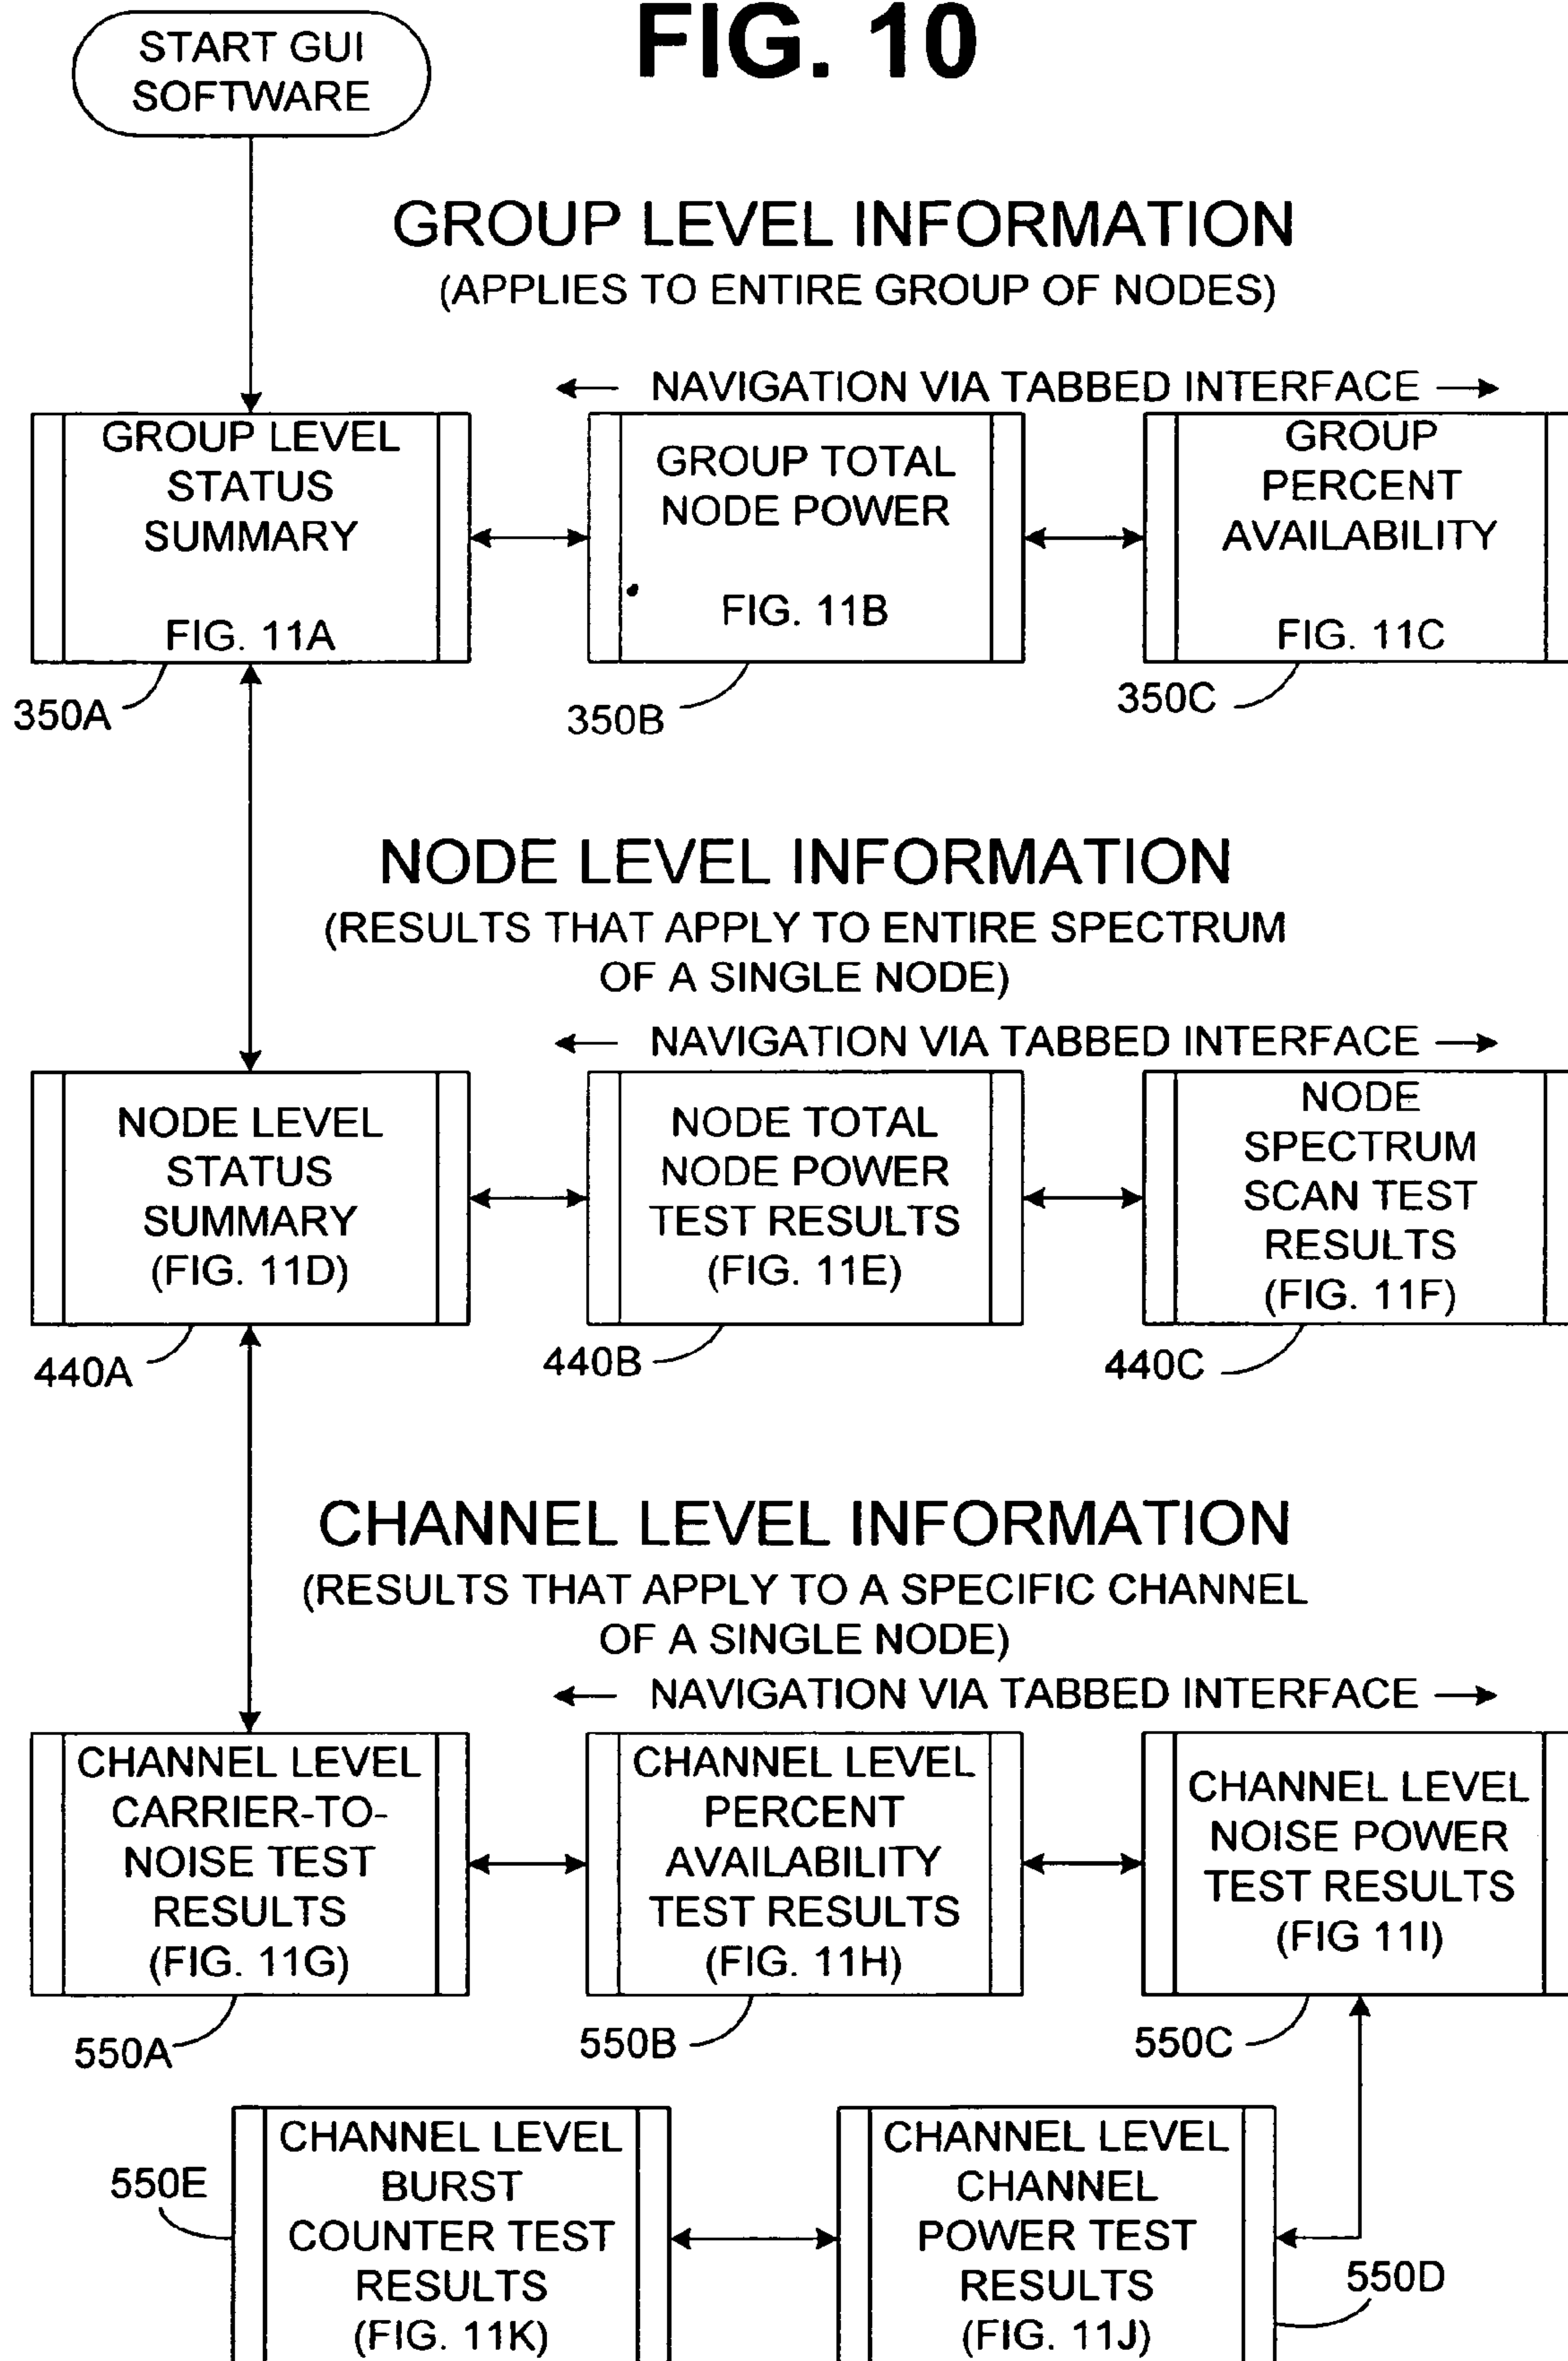 FIG. 10
START GUI
SOFTWARE
GROUP LEVEL INFORMATION
(APPLIES TO ENTIRE GROUP OF NODES)
NAVIGATION VIA TABBED INTERFACE
GROUP LEVEL
STATUS
SUMMARY
FIG. 11A
GROUP TOTAL
NODE POWER
FIG. 11B
GROUP
PERCENT
AVAILABILITY
FIG. 11C
350A
350B
350C
NODE LEVEL INFORMATION
(RESULTS THAT APPLY TO ENTIRE SPECTRUM
OF A SINGLE NODE)
NAVIGATION VIA TABBED INTERFACE
NODE LEVEL
STATUS
SUMMARY
(FIG. 11D)
NODE TOTAL
NODE POWER
TEST RESULTS
(FIG. 11E)
NODE
SPECTRUM
SCAN TEST
RESULTS
(FIG. 11F)
440A
440B
440C
CHANNEL LEVEL INFORMATION
(RESULTS THAT APPLY TO A SPECIFIC CHANNEL
OF A SINGLE NODE)
NAVIGATION VIA TABBED INTERFACE
CHANNEL LEVEL
CARRIER-TO-
NOISE TEST
RESULTS
(FIG. 11G)
CHANNEL LEVEL
PERCENT
AVAILABILITY
TEST RESULTS
(FIG. 11H)
CHANNEL LEVEL
NOISE POWER
TEST RESULTS
(FIG 11I)
550A
550B
550C
550E
CHANNEL LEVEL
BURST
COUNTER TEST
RESULTS
(FIG. 11K)
CHANNEL LEVEL
CHANNEL
POWER TEST
RESULTS
(FIG. 11J)
550D